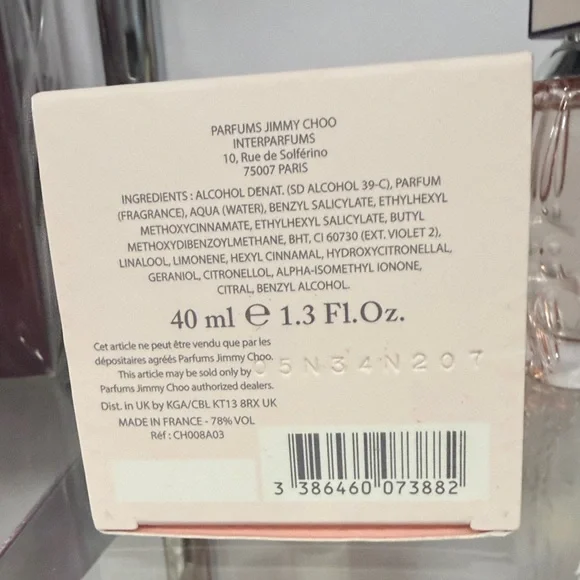 PARFUMS JIMMY CHOO
INTERPARFUMS
10, Rue de Solférino
75007 PARIS
INGREDIENTS : ALCOHOL DENAT. (SD ALCOHOL 39-C), PARFUM
(FRAGRANCE), AQUA (WATER), BENZYL SALICYLATE, ETHYLHEXYL
METHOXYCINNAMATE, ETHYLHEXYL SALICYLATE, BUTYL
METHOXYDIBENZOYLMETHANE, BHT, CI 60730 (EXT. VIOLET 2),
LINALOOL, LIMONENE, HEXYL CINNAMAL, HYDROXYCITRONELLAL,
GERANIOL, CITRONELLOL, ALPHA-ISOMETHYL IONONE,
CITRAL, BENZYL ALCOHOL.
40 ml ℮ 1.3 Fl.Oz.
Cet article ne peut être vendu que par les
dépositaires agréés Parfums Jimmy Choo.
This article may be sold only by
Parfums Jimmy Choo authorized dealers.
05N34N207
Dist. in UK by KGA/CBL KT13 8RX UK
MADE IN FRANCE - 78% VOL
Réf : CH008A03
3 386460 073882